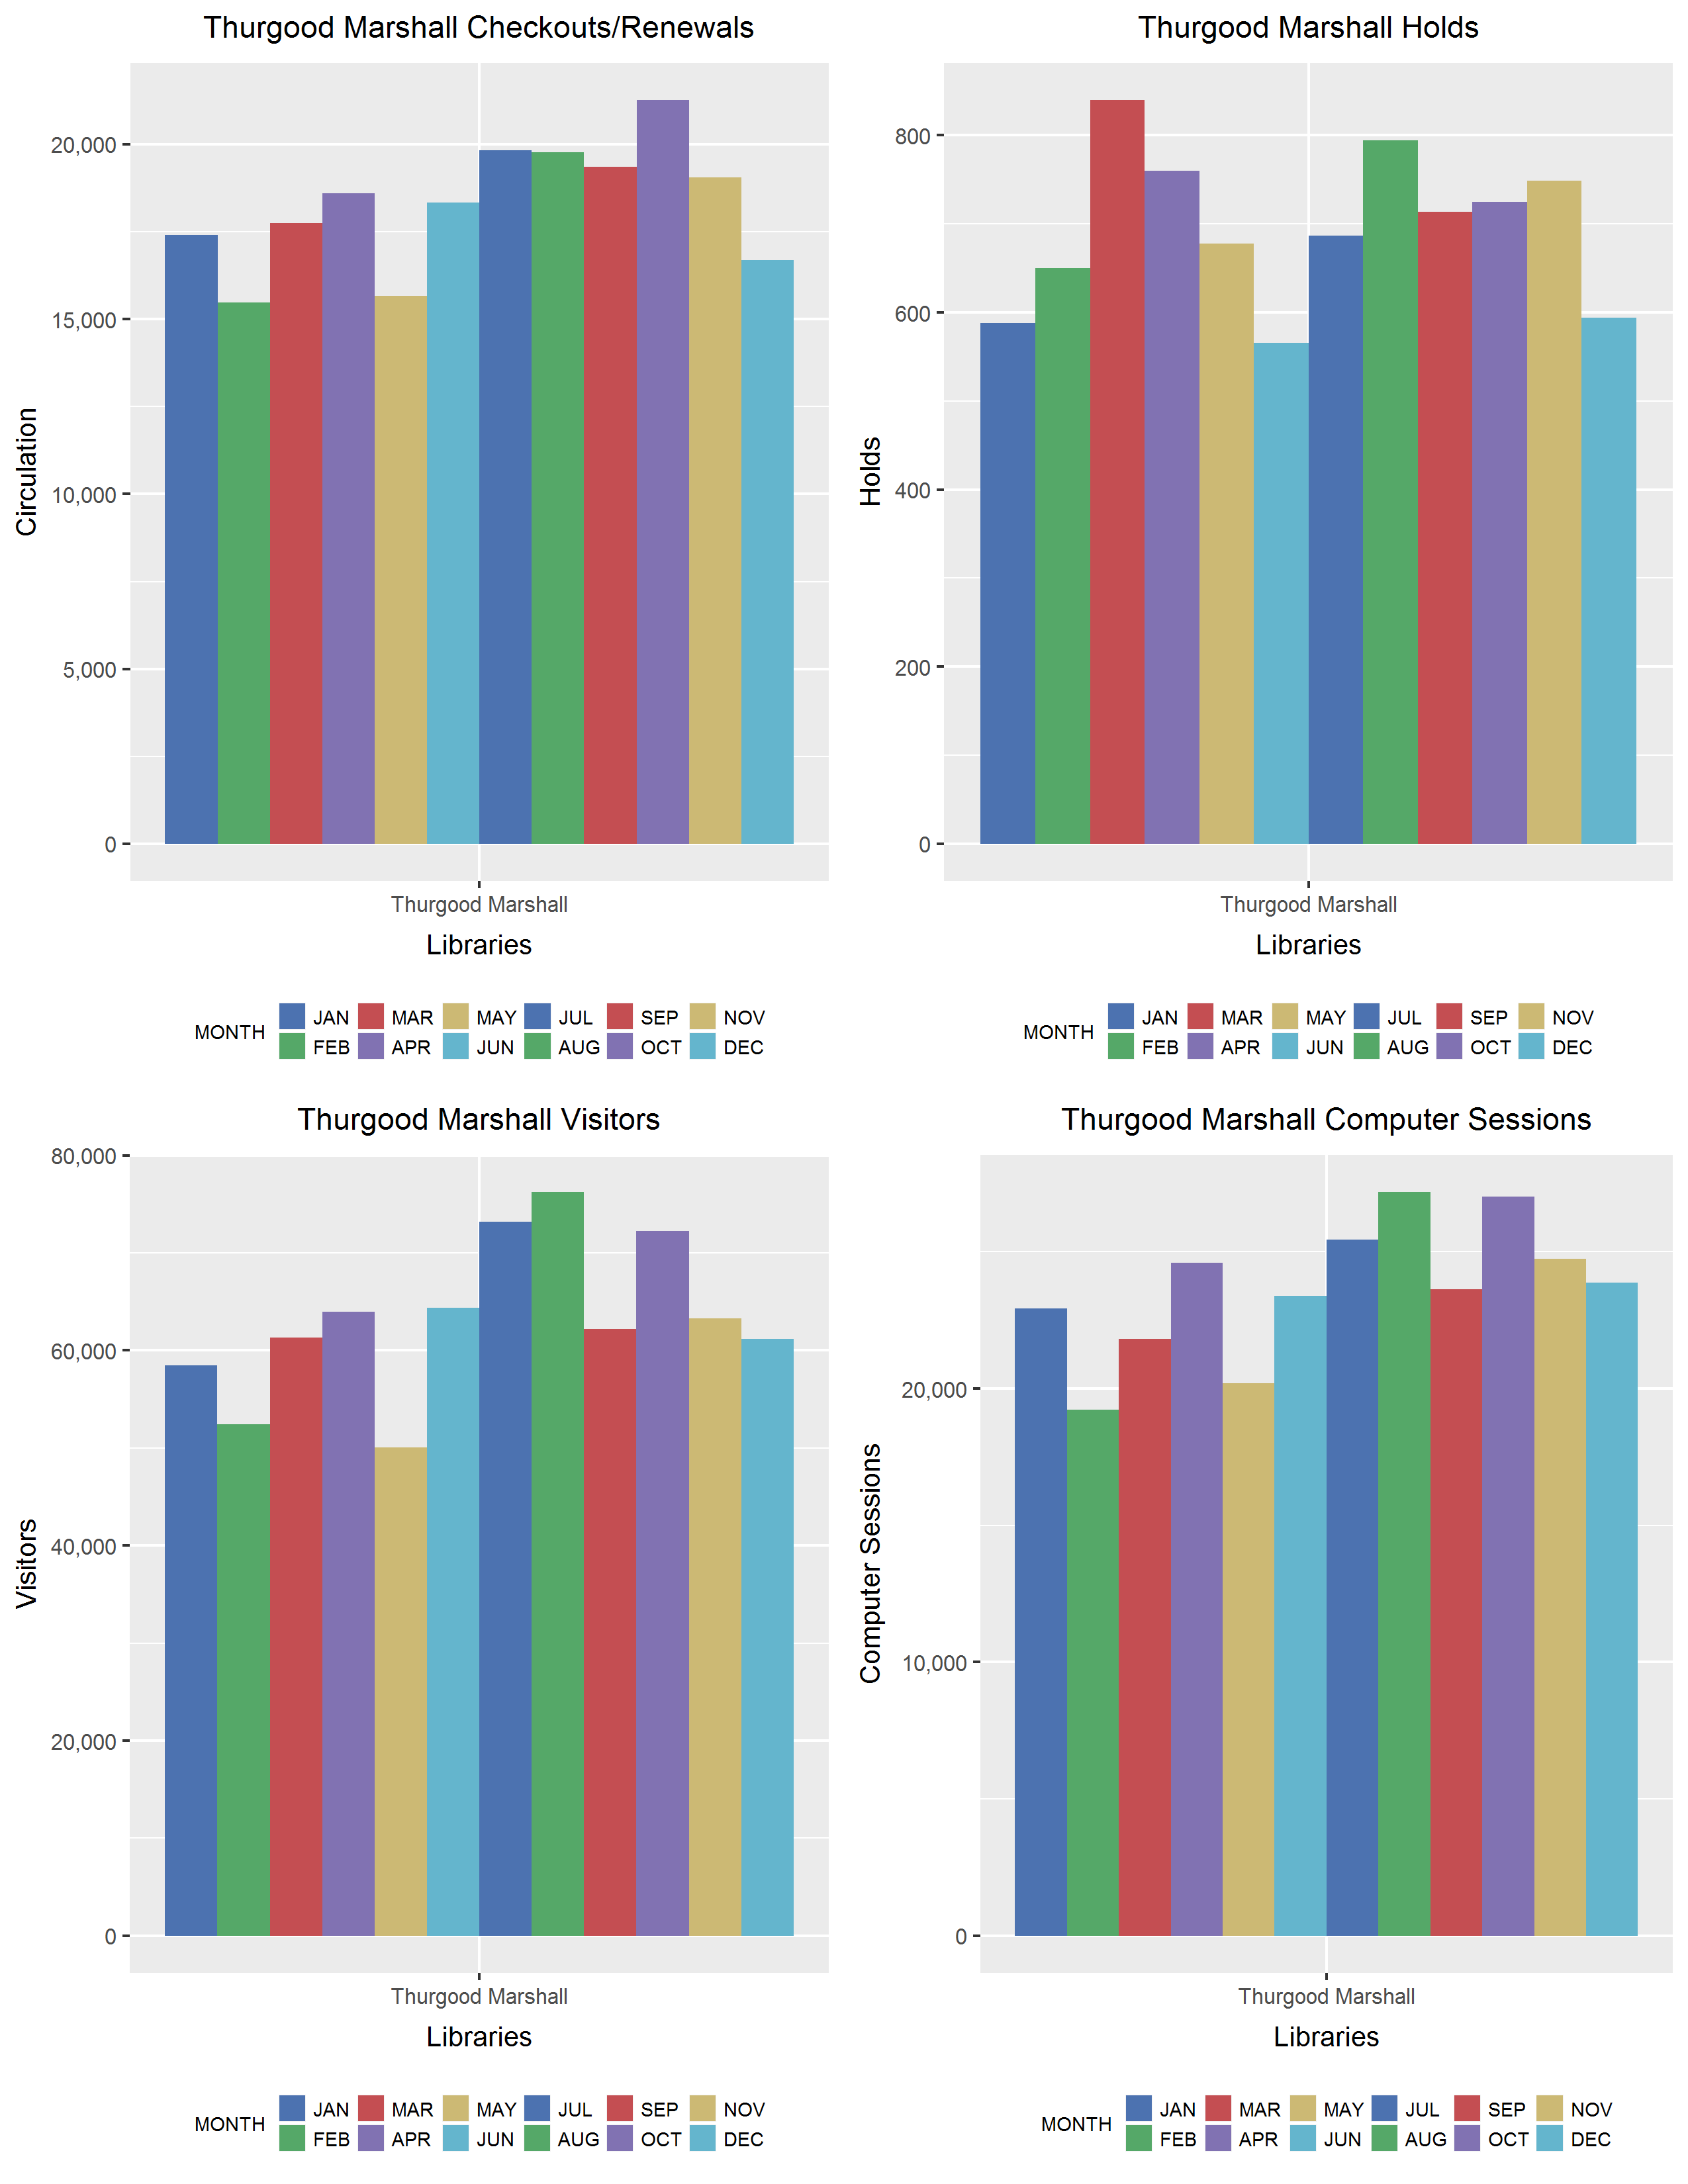 Thurgood Marshall Checkouts/Renewals
Circulation
20,000
15,000
10,000
5,000
0
Thurgood Marshall
Libraries
MONTH
JAN MAR MAY JUL SEP NOV
FEB APR JUN AUG OCT DEC
Thurgood Marshall Holds
Holds
800
600
400
200
0
Thurgood Marshall
Libraries
MONTH
JAN MAR MAY JUL SEP NOV
FEB APR JUN AUG OCT DEC
Thurgood Marshall Visitors
Visitors
80,000
60,000
40,000
20,000
0
Thurgood Marshall
Libraries
MONTH
JAN MAR MAY JUL SEP NOV
FEB APR JUN AUG OCT DEC
Thurgood Marshall Computer Sessions
Computer Sessions
20,000
10,000
0
Thurgood Marshall
Libraries
MONTH
JAN MAR MAY JUL SEP NOV
FEB APR JUN AUG OCT DEC